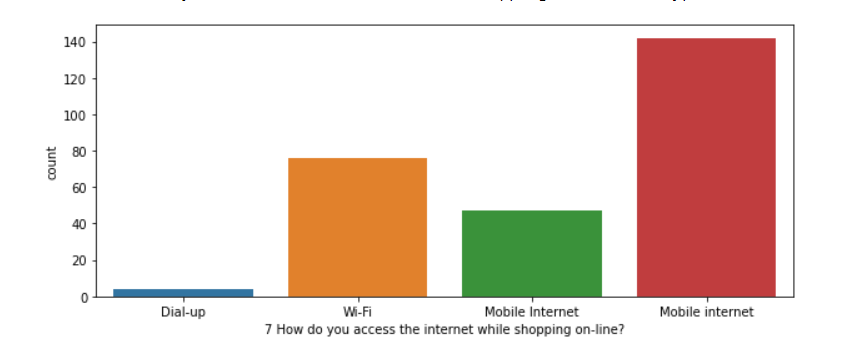 140
120
100
80
60
40
20
0
count
Dial-up Wi-Fi Mobile Internet Mobile internet
7 How do you access the internet while shopping on-line?